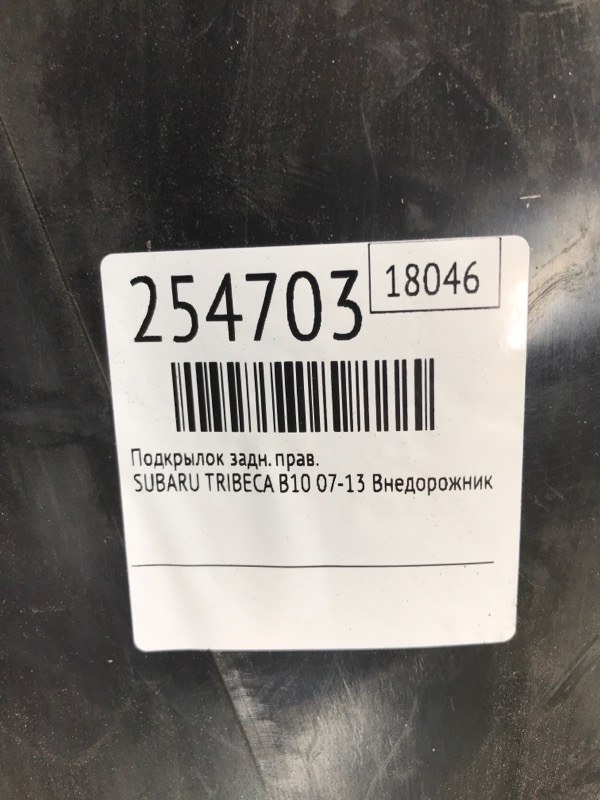 254703
18046
Подкрылок задн. прав.
SUBARU TRIBECA B10 07-13 Внедорожник